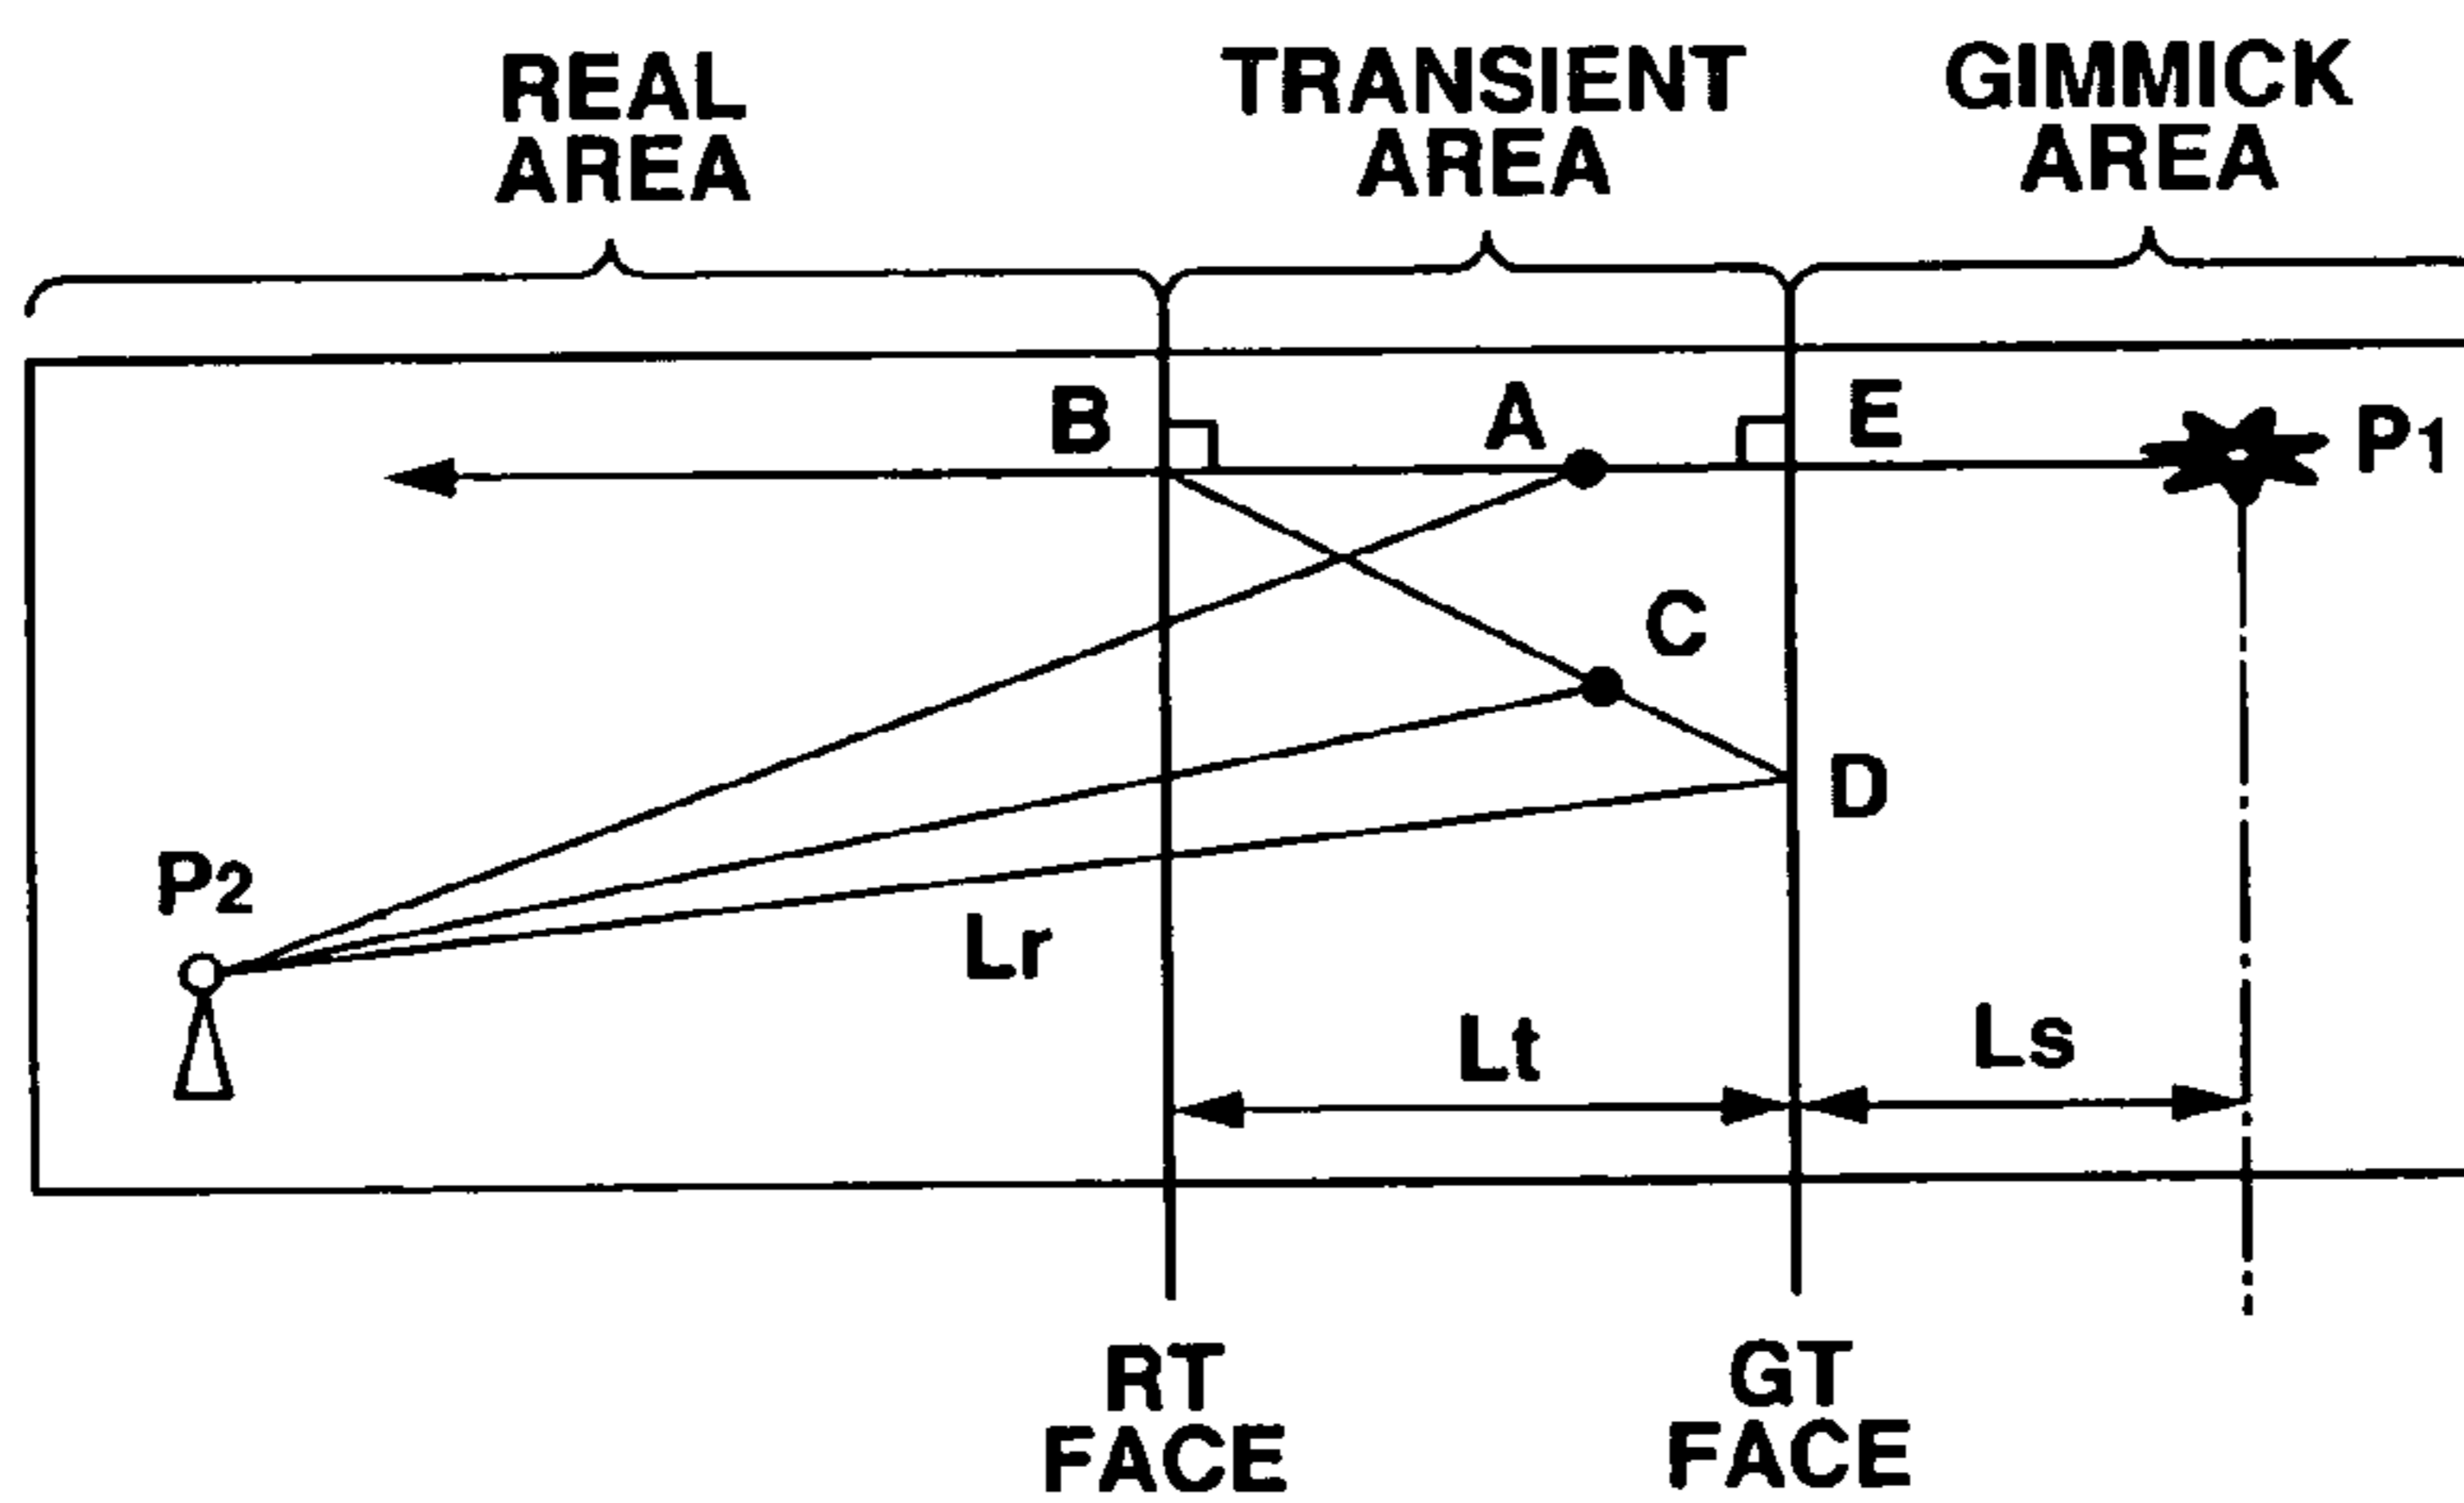 REAL
AREA
TRANSIENT
AREA
GIMMICK
AREA
B
A
E
P1
C
D
P2
Lr
Lt
Ls
RT
FACE
GT
FACE